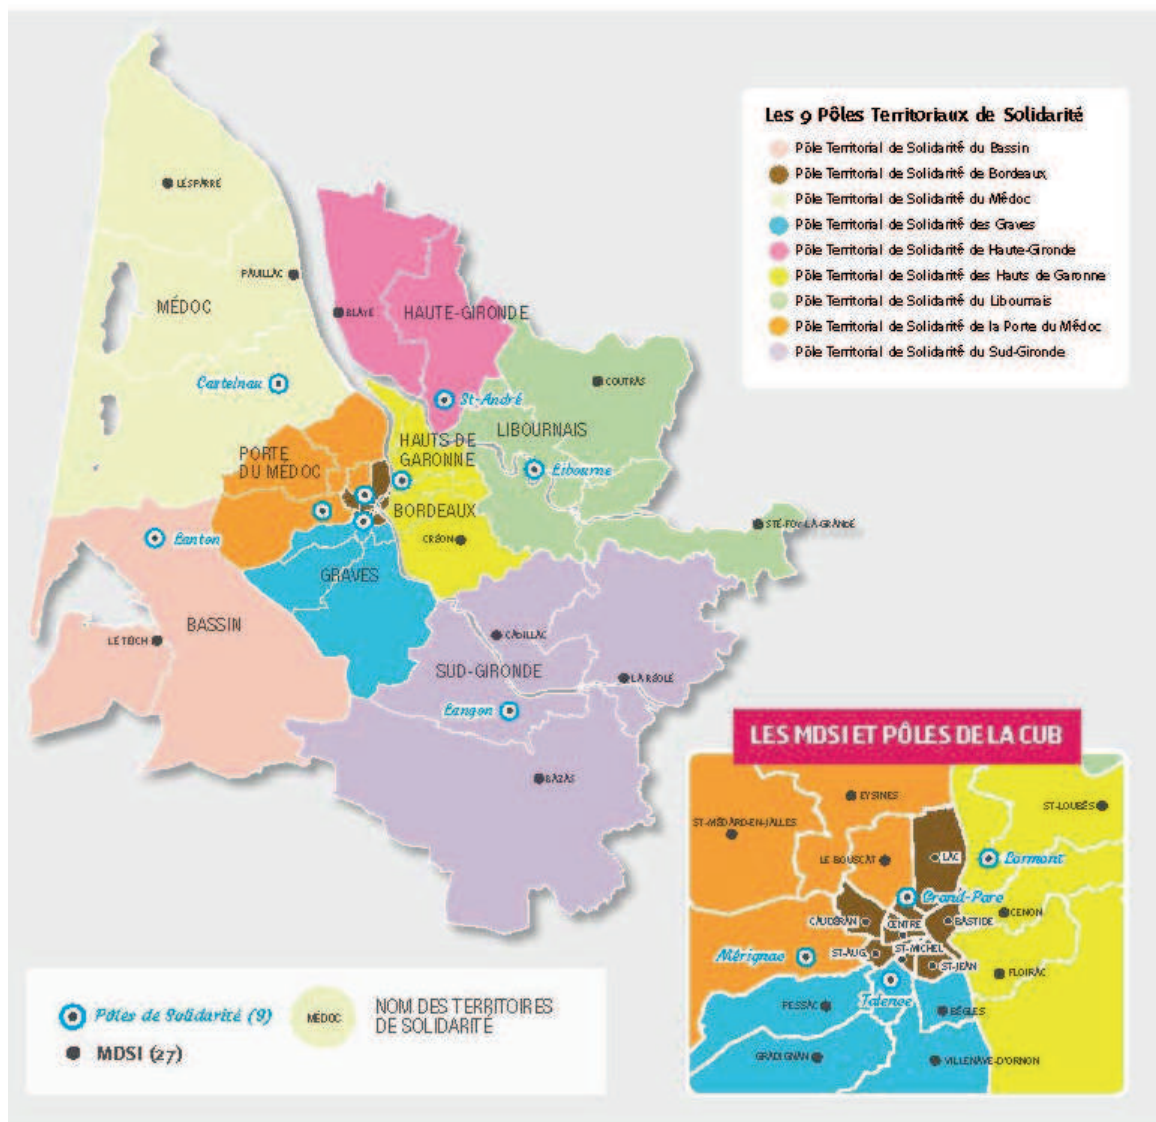 Les 9 Pôles Territoriaux de Solidarité
Pôle Territorial de Solidarité du Bassin
Pôle Territorial de Solidarité de Bordeaux
Pôle Territorial de Solidarité du Médoc
Pôle Territorial de Solidarité des Graves
Pôle Territorial de Solidarité de Haute-Gironde
Pôle Territorial de Solidarité des Hauts de Garonne
Pôle Territorial de Solidarité du Libournais
Pôle Territorial de Solidarité de la Porte du Médoc
Pôle Territorial de Solidarité du Sud-Gironde
LESPARRE
PAUILLAC
MÉDOC
BLAYE
HAUTE-GIRONDE
Castelnau
COUTRAS
St-André
LIBOURNAIS
HAUTS DE
GARONNE
PORTE
DU MÉDOC
Libourne
BORDEAUX
STÉ-FOY-LA-GRANDE
Lanton
CRÉON
GRAVES
BASSIN
LE TEICH
CADILLAC
SUD-GIRONDE
LA RÉOLE
Langon
BAZAS
LES MDSI ET PÔLES DE LA CUB
EYSINES
ST-LOUBÈS
ST-MÉDARD-EN-JALLES
LE BOUSCAT
LAC
Lormont
Grand-Parc
CENON
CAUDÉRAN
CENTRE
BASTIDE
Mérignac
ST-AUG.
ST-MICHEL
ST-JEAN
FLOIRAC
PESSAC
Talence
BÈGLES
GRADIGNAN
VILLENAVE-D'ORNON
Pôles de Solidarité (9)
MDSI (27)
MÉDOC
NOM DES TERRITOIRES
DE SOLIDARITÉ